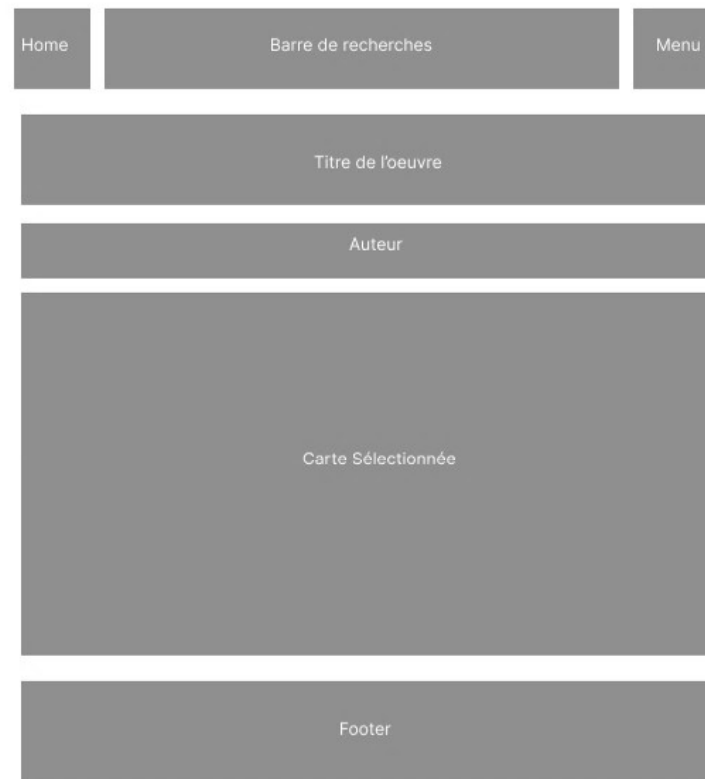 Home
Barre de recherches
Menu
Titre de l'oeuvre
Auteur
Carte Sélectionnée
Footer